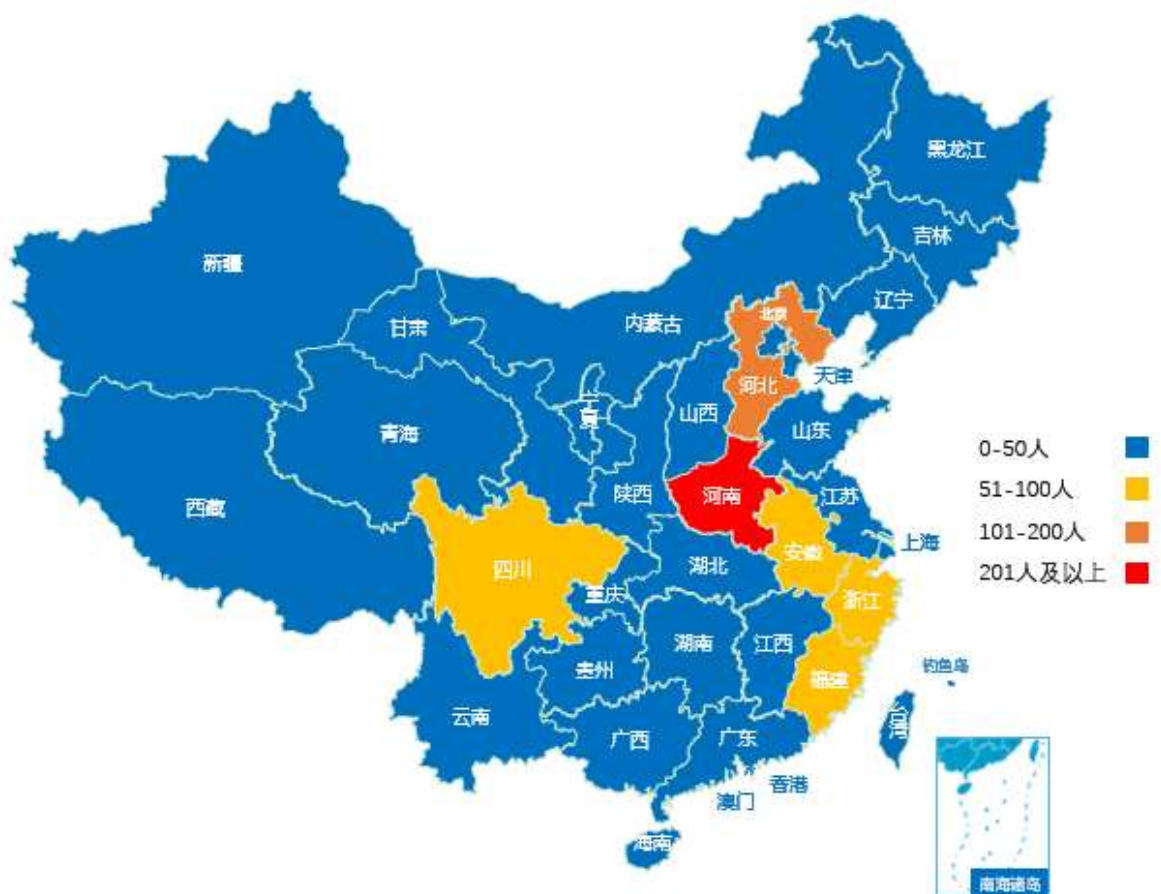 黑龙江
吉林
新疆
辽宁
北京
内蒙古
甘肃
天津
河北
宁夏
山西
山东
青海
陕西
河南
江苏
西藏
上海
安徽
四川
湖北
重庆
浙江
湖南
江西
贵州
福建
钓鱼岛
云南
广西
广东
台湾
香港
澳门
海南
南海诸岛
0-50人
51-100人
101-200人
201人及以上